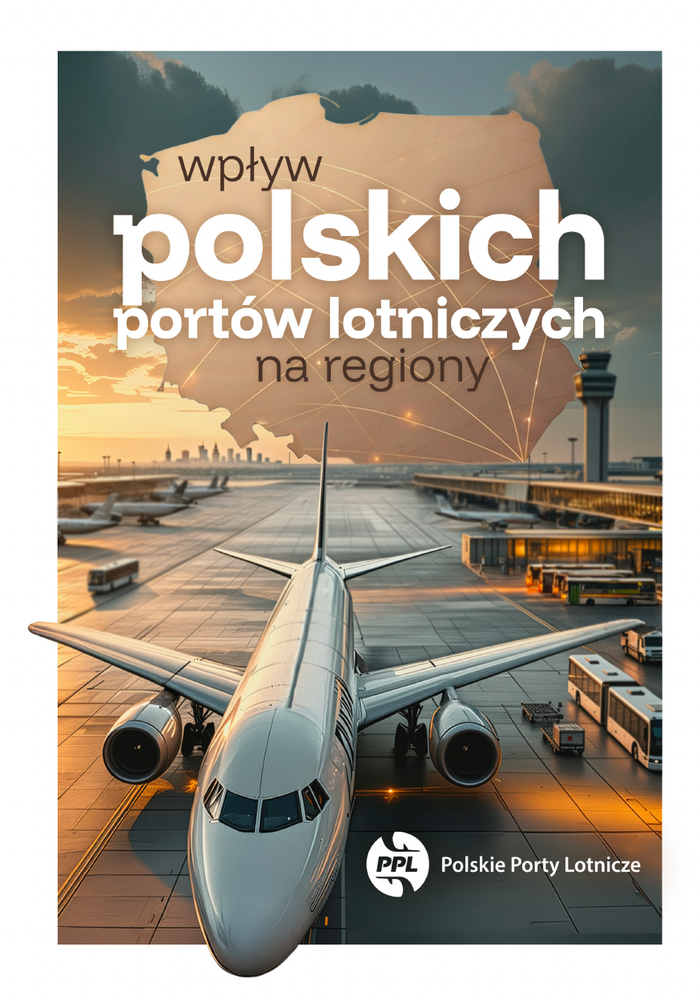 wpływ
polskich
portów lotniczych
na regiony
PPL
Polskie Porty Lotnicze